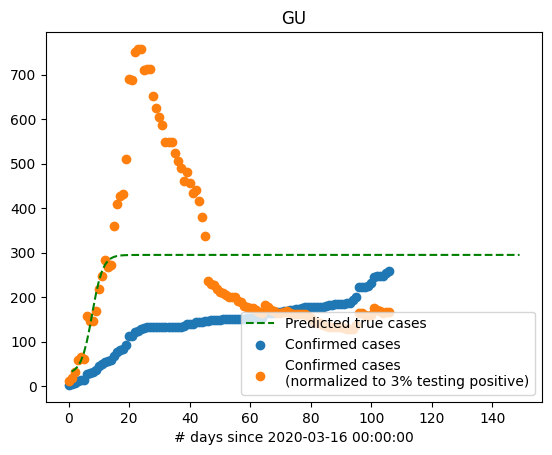 GU
700
600
500
400
300
200
100
0
Predicted true cases
Confirmed cases
Confirmed cases
(normalized to 3% testing positive)
0 20 40 60 80 100 120 140
# days since 2020-03-16 00:00:00